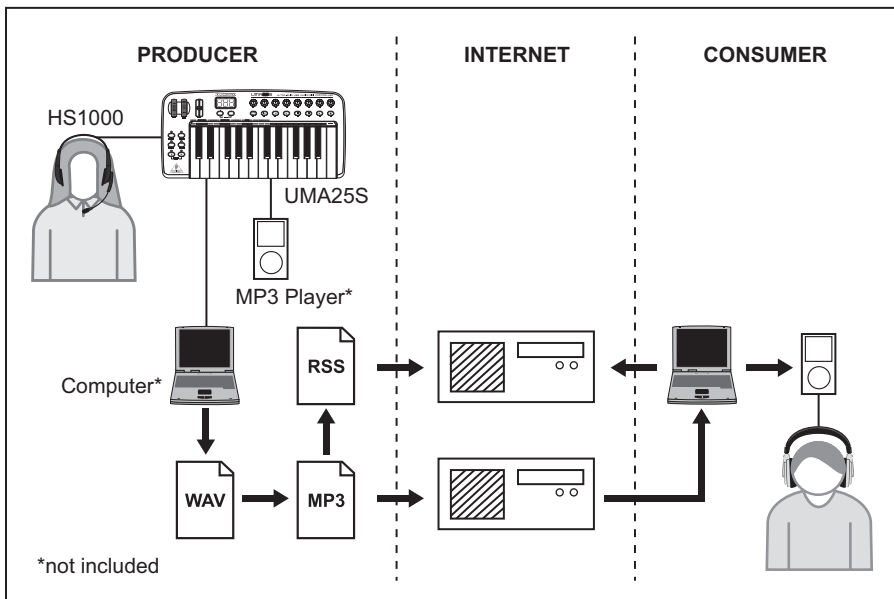 PRODUCER
INTERNET
CONSUMER
HS1000
UMA25S
MP3 Player*
Computer*
RSS
WAV
MP3
*not included